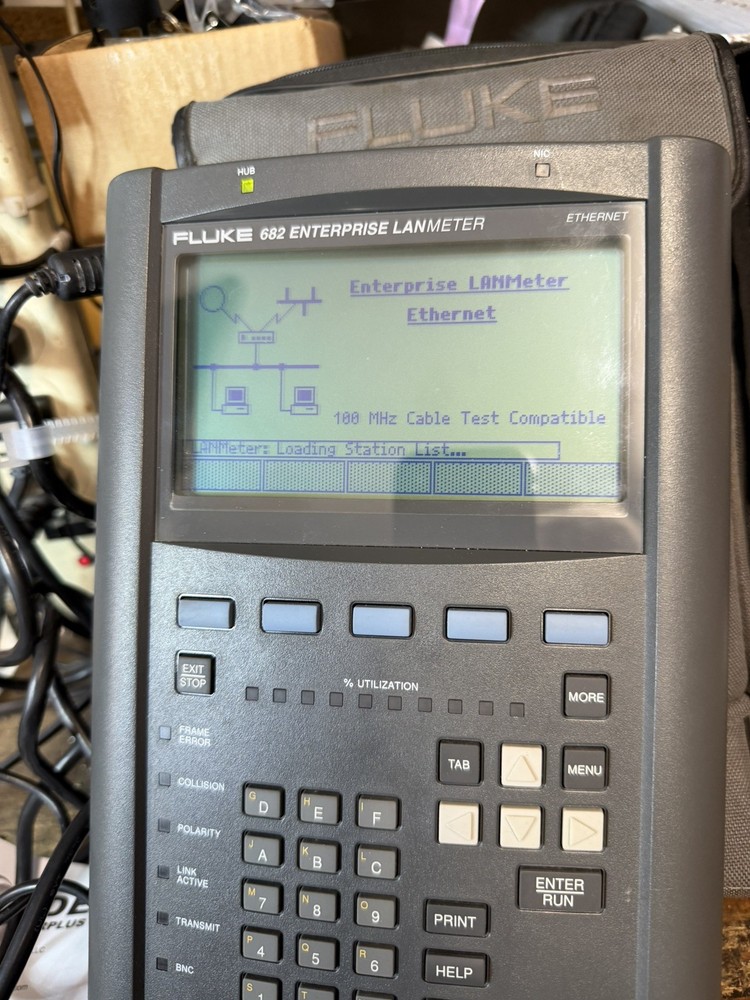 FLUKE
HUB
NIC
FLUKE 682 ENTERPRISE LANMETER
ETHERNET
Enterprise LANMeter
Ethernet
100 MHz Cable Test Compatible
LANMeter: Loading Station List...
EXIT
STOP
% UTILIZATION
MORE
FRAME
ERROR
TAB
MENU
COLLISION
G D
H E
I F
POLARITY
J A
K B
L C
LINK
ACTIVE
ENTER
RUN
M 7
N 8
O 9
TRANSMIT
PRINT
P 4
Q 5
R 6
BNC
HELP
S 1
T